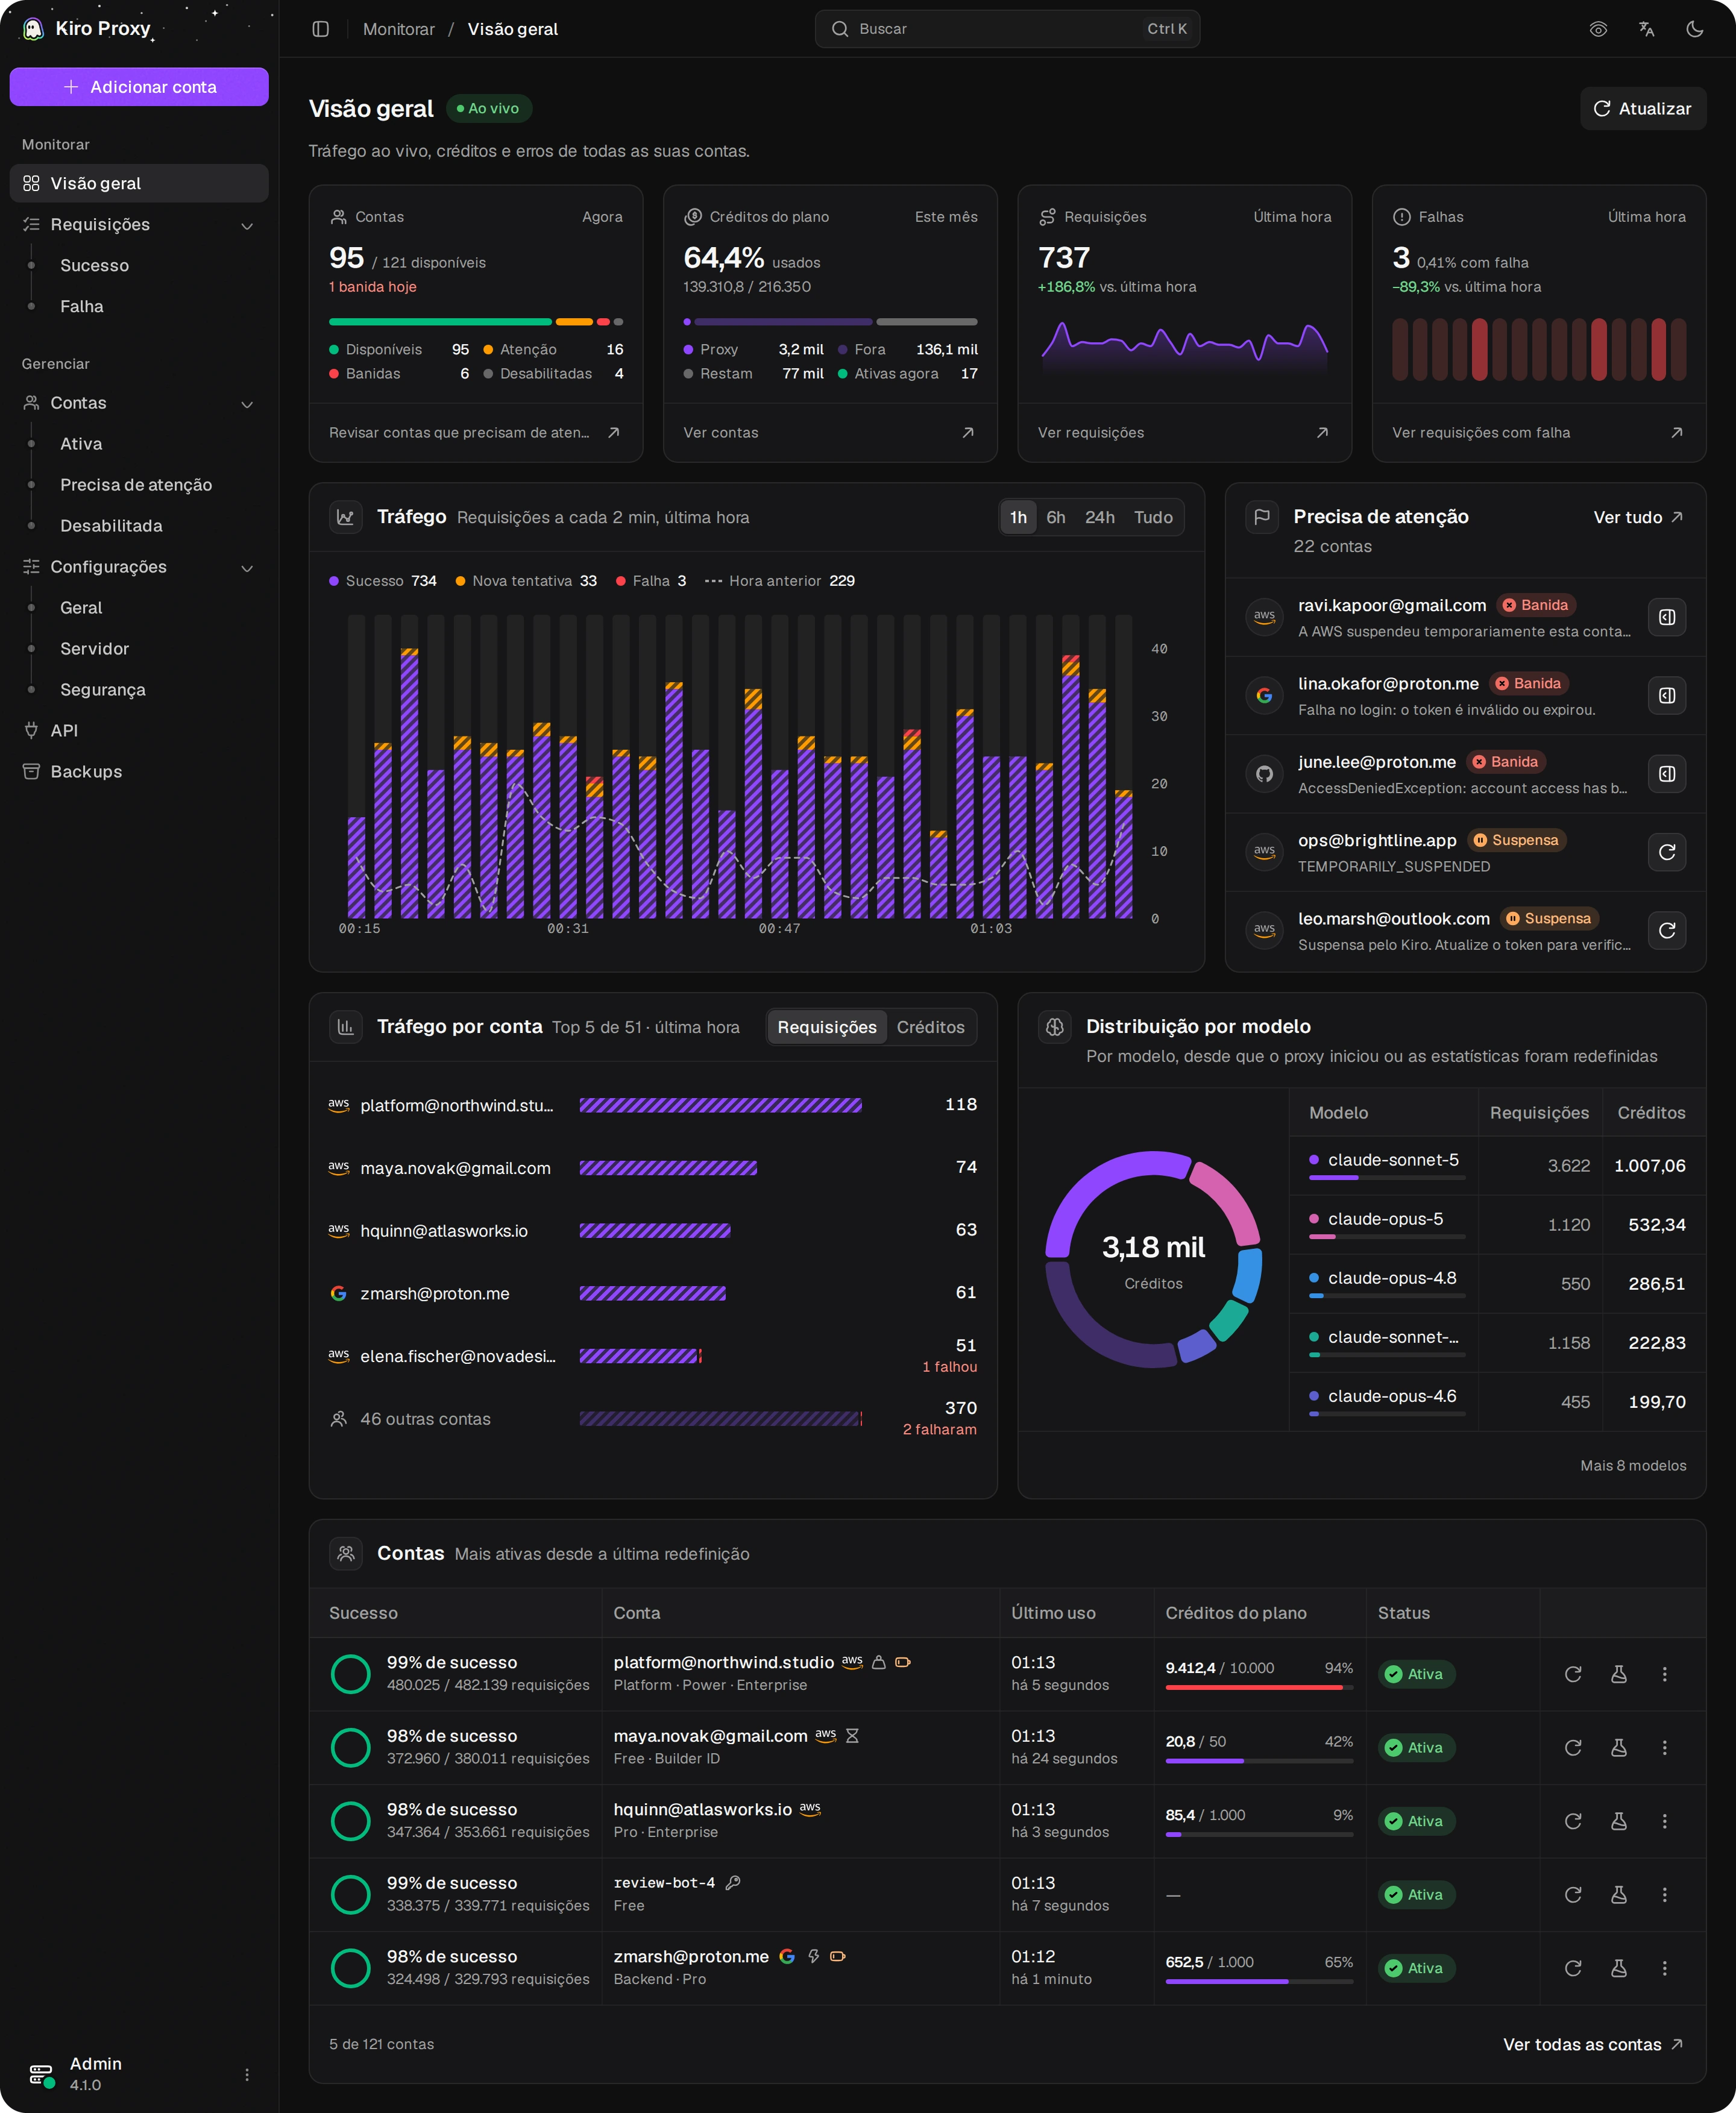 Kiro Proxy
Adicionar conta
Monitorar
Visão geral
Requisições
Sucesso
Falha
Gerenciar
Contas
Ativa
Precisa de atenção
Desabilitada
Configurações
Geral
Servidor
Segurança
API
Backups
Admin
4.1.0
Monitorar / Visão geral
Buscar Ctrl K
Visão geral Ao vivo
Atualizar
Tráfego ao vivo, créditos e erros de todas as suas contas.
Contas Agora
95 / 121 disponíveis
1 banida hoje
Disponíveis 95 Atenção 16
Banidas 6 Desabilitadas 4
Revisar contas que precisam de aten...
Créditos do plano Este mês
64,4% usados
139.310,8 / 216.350
Proxy 3,2 mil Fora 136,1 mil
Restam 77 mil Ativas agora 17
Ver contas
Requisições Última hora
737
+186,8% vs. última hora
Ver requisições
Falhas Última hora
3 0,41% com falha
−89,3% vs. última hora
Ver requisições com falha
Tráfego Requisições a cada 2 min, última hora
1h 6h 24h Tudo
Sucesso 734 Nova tentativa 33 Falha 3 Hora anterior 229
40
30
20
10
0
00:15 00:31 00:47 01:03
Precisa de atenção Ver tudo
22 contas
aws ravi.kapoor@gmail.com Banida
A AWS suspendeu temporariamente esta conta...
lina.okafor@proton.me Banida
Falha no login: o token é inválido ou expirou.
june.lee@proton.me Banida
AccessDeniedException: account access has b...
aws ops@brightline.app Suspensa
TEMPORARILY_SUSPENDED
aws leo.marsh@outlook.com Suspensa
Suspensa pelo Kiro. Atualize o token para verific...
Tráfego por conta Top 5 de 51 · última hora
Requisições Créditos
aws platform@northwind.stu... 118
aws maya.novak@gmail.com 74
aws hquinn@atlasworks.io 63
zmarsh@proton.me 61
aws elena.fischer@novadesi... 51
1 falhou
46 outras contas 370
2 falharam
Distribuição por modelo
Por modelo, desde que o proxy iniciou ou as estatísticas foram redefinidas
3,18 mil
Créditos
Modelo Requisições Créditos
claude-sonnet-5 3.622 1.007,06
claude-opus-5 1.120 532,34
claude-opus-4.8 550 286,51
claude-sonnet-... 1.158 222,83
claude-opus-4.6 455 199,70
Mais 8 modelos
Contas Mais ativas desde a última redefinição
Sucesso Conta Último uso Créditos do plano Status
99% de sucesso platform@northwind.studio aws 01:13 9.412,4 / 10.000 94% Ativa
480.025 / 482.139 requisições Platform · Power · Enterprise há 5 segundos
98% de sucesso maya.novak@gmail.com aws 01:13 20,8 / 50 42% Ativa
372.960 / 380.011 requisições Free · Builder ID há 24 segundos
98% de sucesso hquinn@atlasworks.io aws 01:13 85,4 / 1.000 9% Ativa
347.364 / 353.661 requisições Pro · Enterprise há 3 segundos
99% de sucesso review-bot-4 01:13 — Ativa
338.375 / 339.771 requisições Free há 7 segundos
98% de sucesso zmarsh@proton.me 01:12 652,5 / 1.000 65% Ativa
324.498 / 329.793 requisições Backend · Pro há 1 minuto
5 de 121 contas
Ver todas as contas